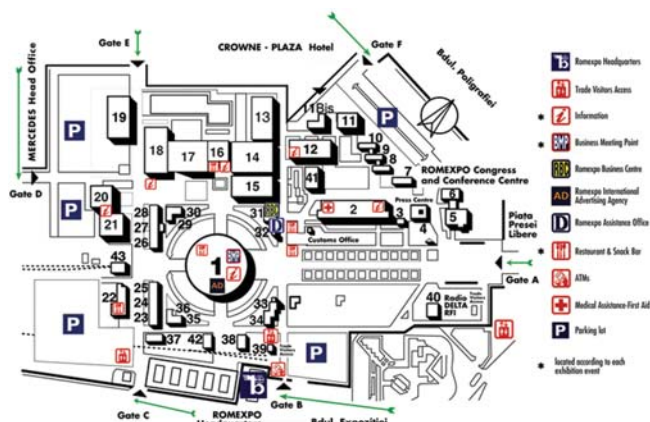 Gate E
CROWNE - PLAZA Hotel
Gate F
Bdul. Poligrafiei
MERCEDES Head Office
Gate D
P
P
P
P
P
19
18
17
16
13
14
15
11Bis
11
12
10
9
8
7
41
ROMEXPO Congress
and Conference Centre
Press Centre
6
5
4
3
2
Customs Office
Piata
Presei
Libere
Gate A
20
21
43
22
28
27
26
30
29
31
32
1
AD
25
24
23
36
35
33
34
37
42
38
39
40
Radio
DELTA
RFI
Gate C
ROMEXPO
Headquarters
Gate B
Bdul. Expozitiei
Romexpo Headquarters
Trade Visitors Access
* Information
* Business Meeting Point
Romexpo Business Centre
AD Romexpo International
Advertising Agency
D Romexpo Assistance Office
* Restaurant & Snack Bar
ATMs
Medical Assistance-First Aid
P Parking lot
* located according to each
exhibition event